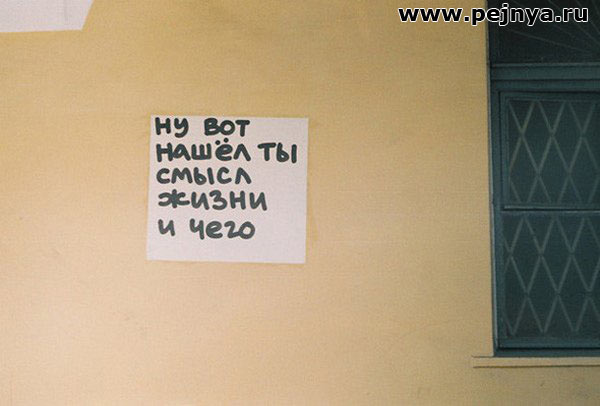 www.pejnya.ru
ну вот
нашёл ты
смысл
жизни
и чего